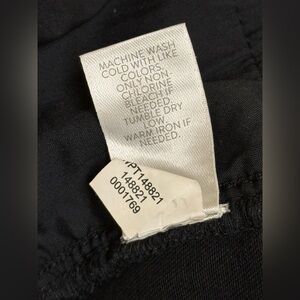 MACHINE WASH
COLD WITH LIKE
COLORS.
ONLY NON
CHLORINE
BLEACH IF
NEEDED.
TUMBLE DRY
LOW.
WARM IRON IF
NEEDED.
PT148821
148821
0001769